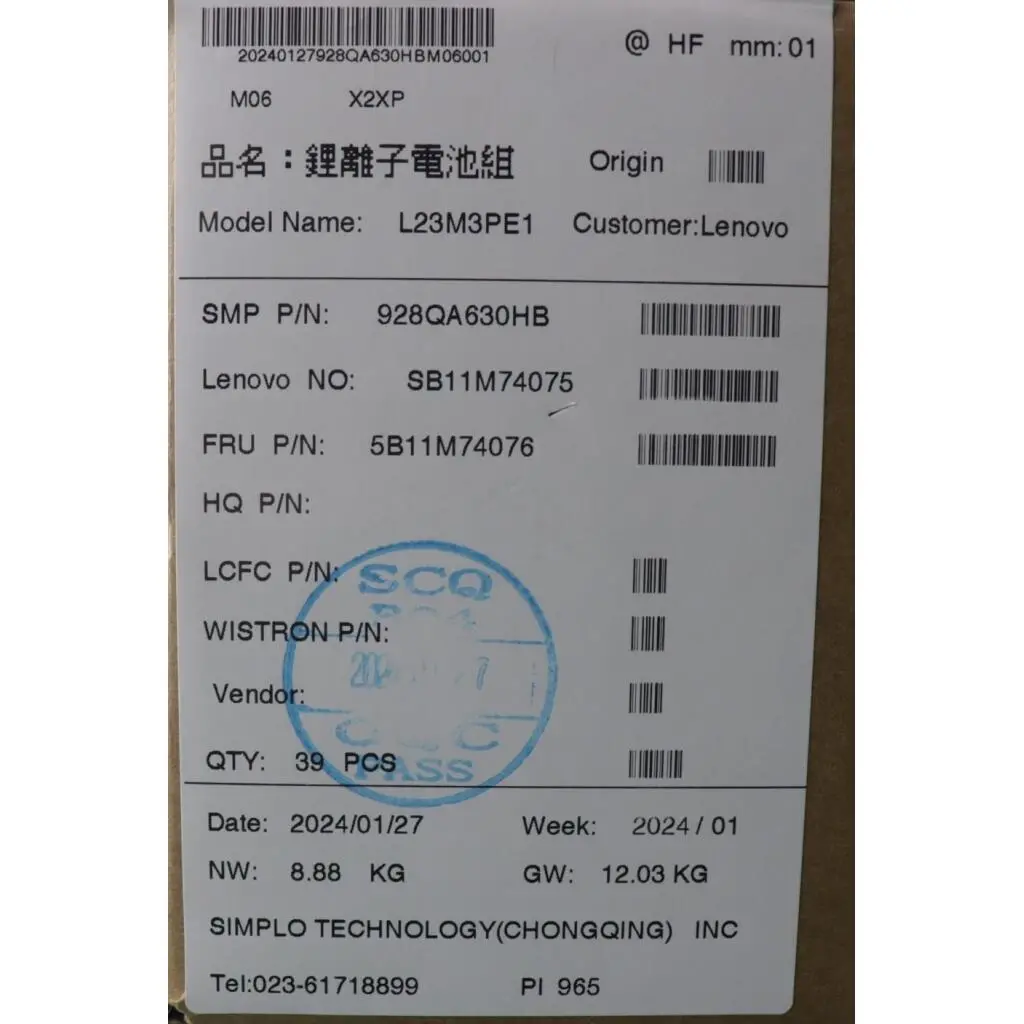 20240127928QA630HBM06001
@ HF mm:01
M06 X2XP
品名：鋰離子電池組 Origin
Model Name: L23M3PE1 Customer:Lenovo
SMP P/N: 928QA630HB
Lenovo NO: SB11M74075
FRU P/N: 5B11M74076
HQ P/N:
LCFC P/N:
SCQ
WISTRON P/N:
Vendor:
QTY: 39 PCS
PASS
Date: 2024/01/27 Week: 2024/01
NW: 8.88 KG GW: 12.03 KG
SIMPLO TECHNOLOGY(CHONGQING) INC
Tel:023-61718899 PI 965